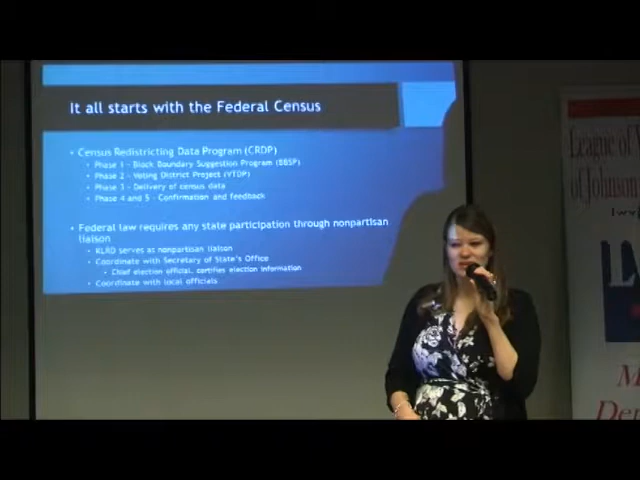 It all starts with the Federal Census
• Census Redistricting Data Program (CRDP)
• Phase 1 - Block Boundary Suggestion Program (BBSP)
• Phase 2 - Voting District Project (VTDP)
• Phase 3 - Delivery of census data
• Phase 4 and 5 - Confirmation and feedback
• Federal law requires any state participation through nonpartisan
liaison
• KLRD serves as nonpartisan liaison
• Coordinate with Secretary of State's Office
• Chief election official, certifies election information
• Coordinate with local officials
League of
of Johnson